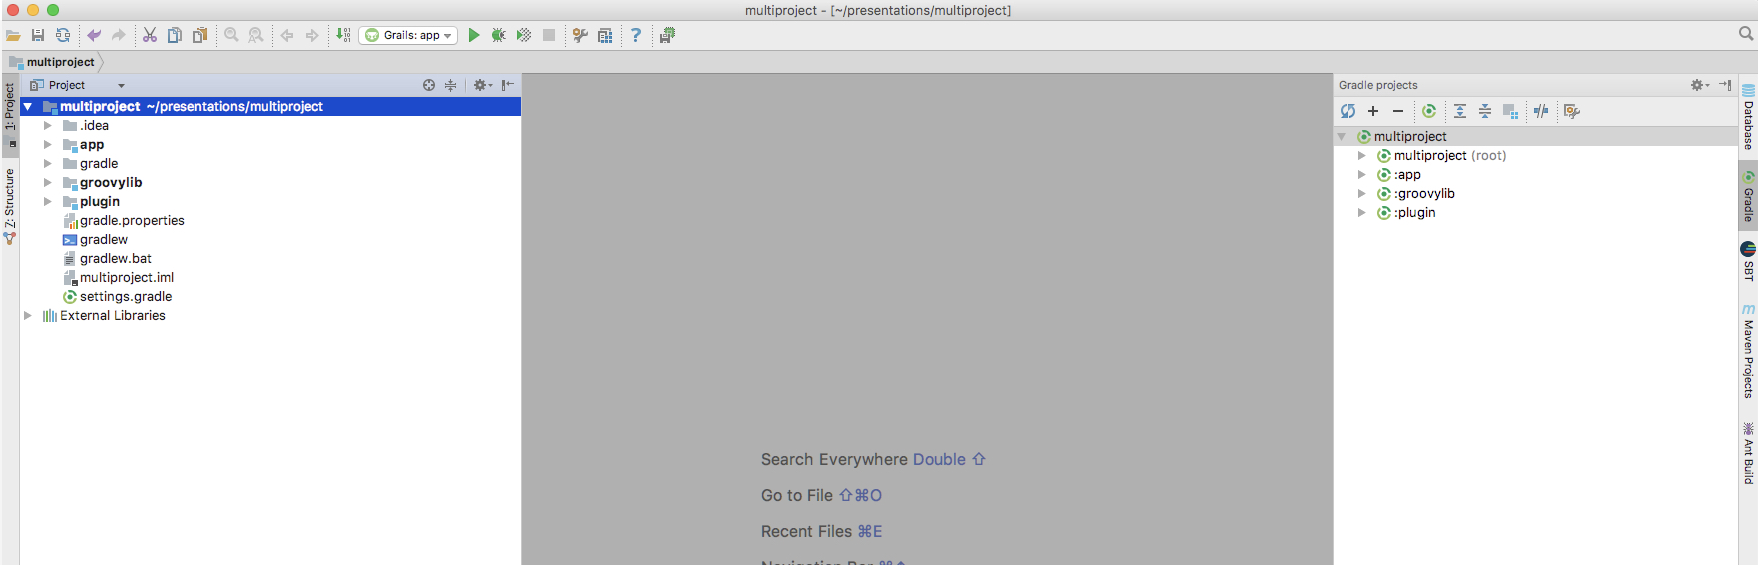 multiproject - [~/presentations/multiproject]
Grails: app
multiproject
Project
multiproject ~/presentations/multiproject
.idea
app
gradle
groovylib
plugin
gradle.properties
gradlew
gradlew.bat
multiproject.iml
settings.gradle
External Libraries
1: Project
7: Structure
Search Everywhere Double ⇧
Go to File ⇧⌘O
Recent Files ⌘E
Gradle projects
multiproject
multiproject (root)
:app
:groovylib
:plugin
Database
Gradle
SBT
Maven Projects
Ant Build